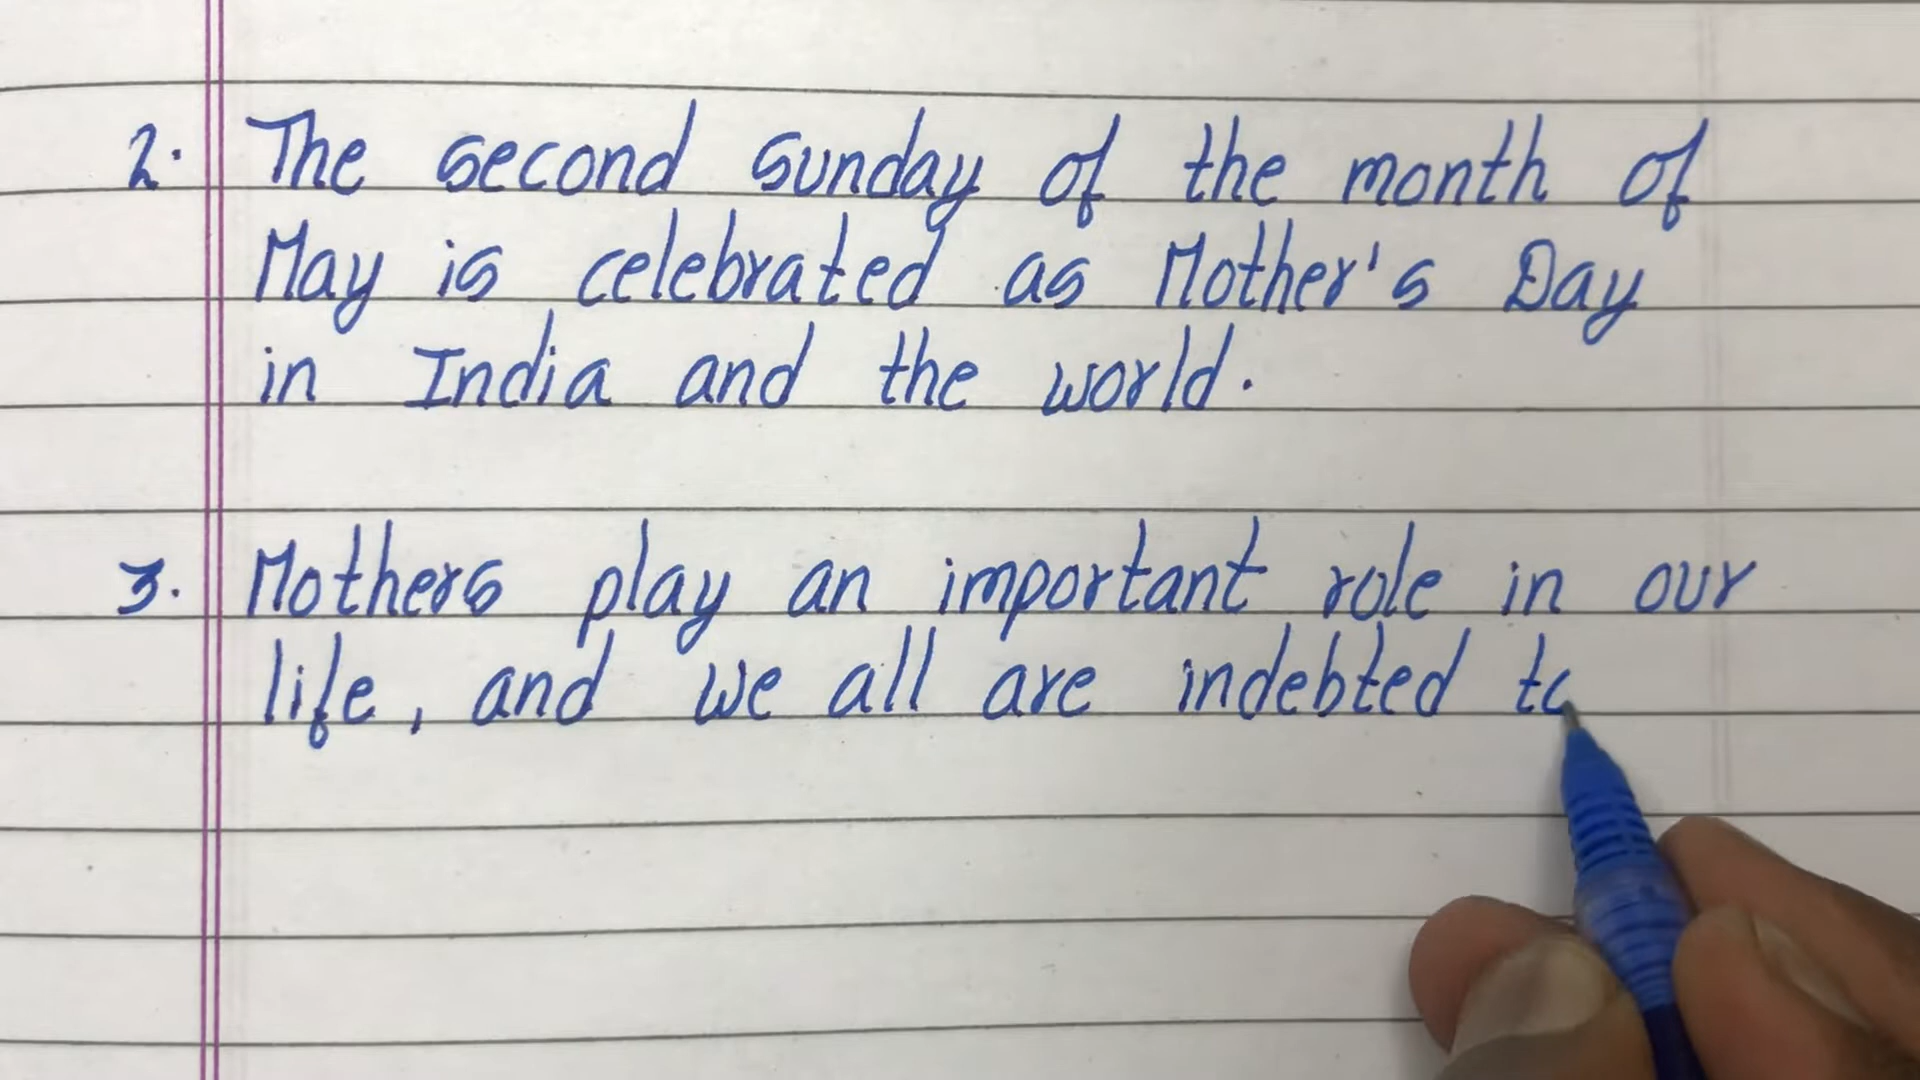 2. The second sunday of the month of
May is celebrated as Mother's Day
in India and the world.
3. Mothers play an important role in our
life, and we all are indebted to